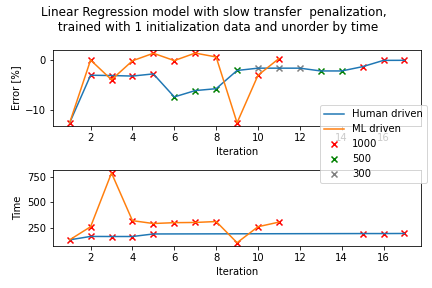 Linear Regression model with slow transfer  penalization,
trained with 1 initialization data and unorder by time
Error [%]
0
−10
2 4 6 8 10 12 14 16
Iteration
Human driven
ML driven
1000
500
300
Time
750
500
250
2 4 6 8 10 12 14 16
Iteration